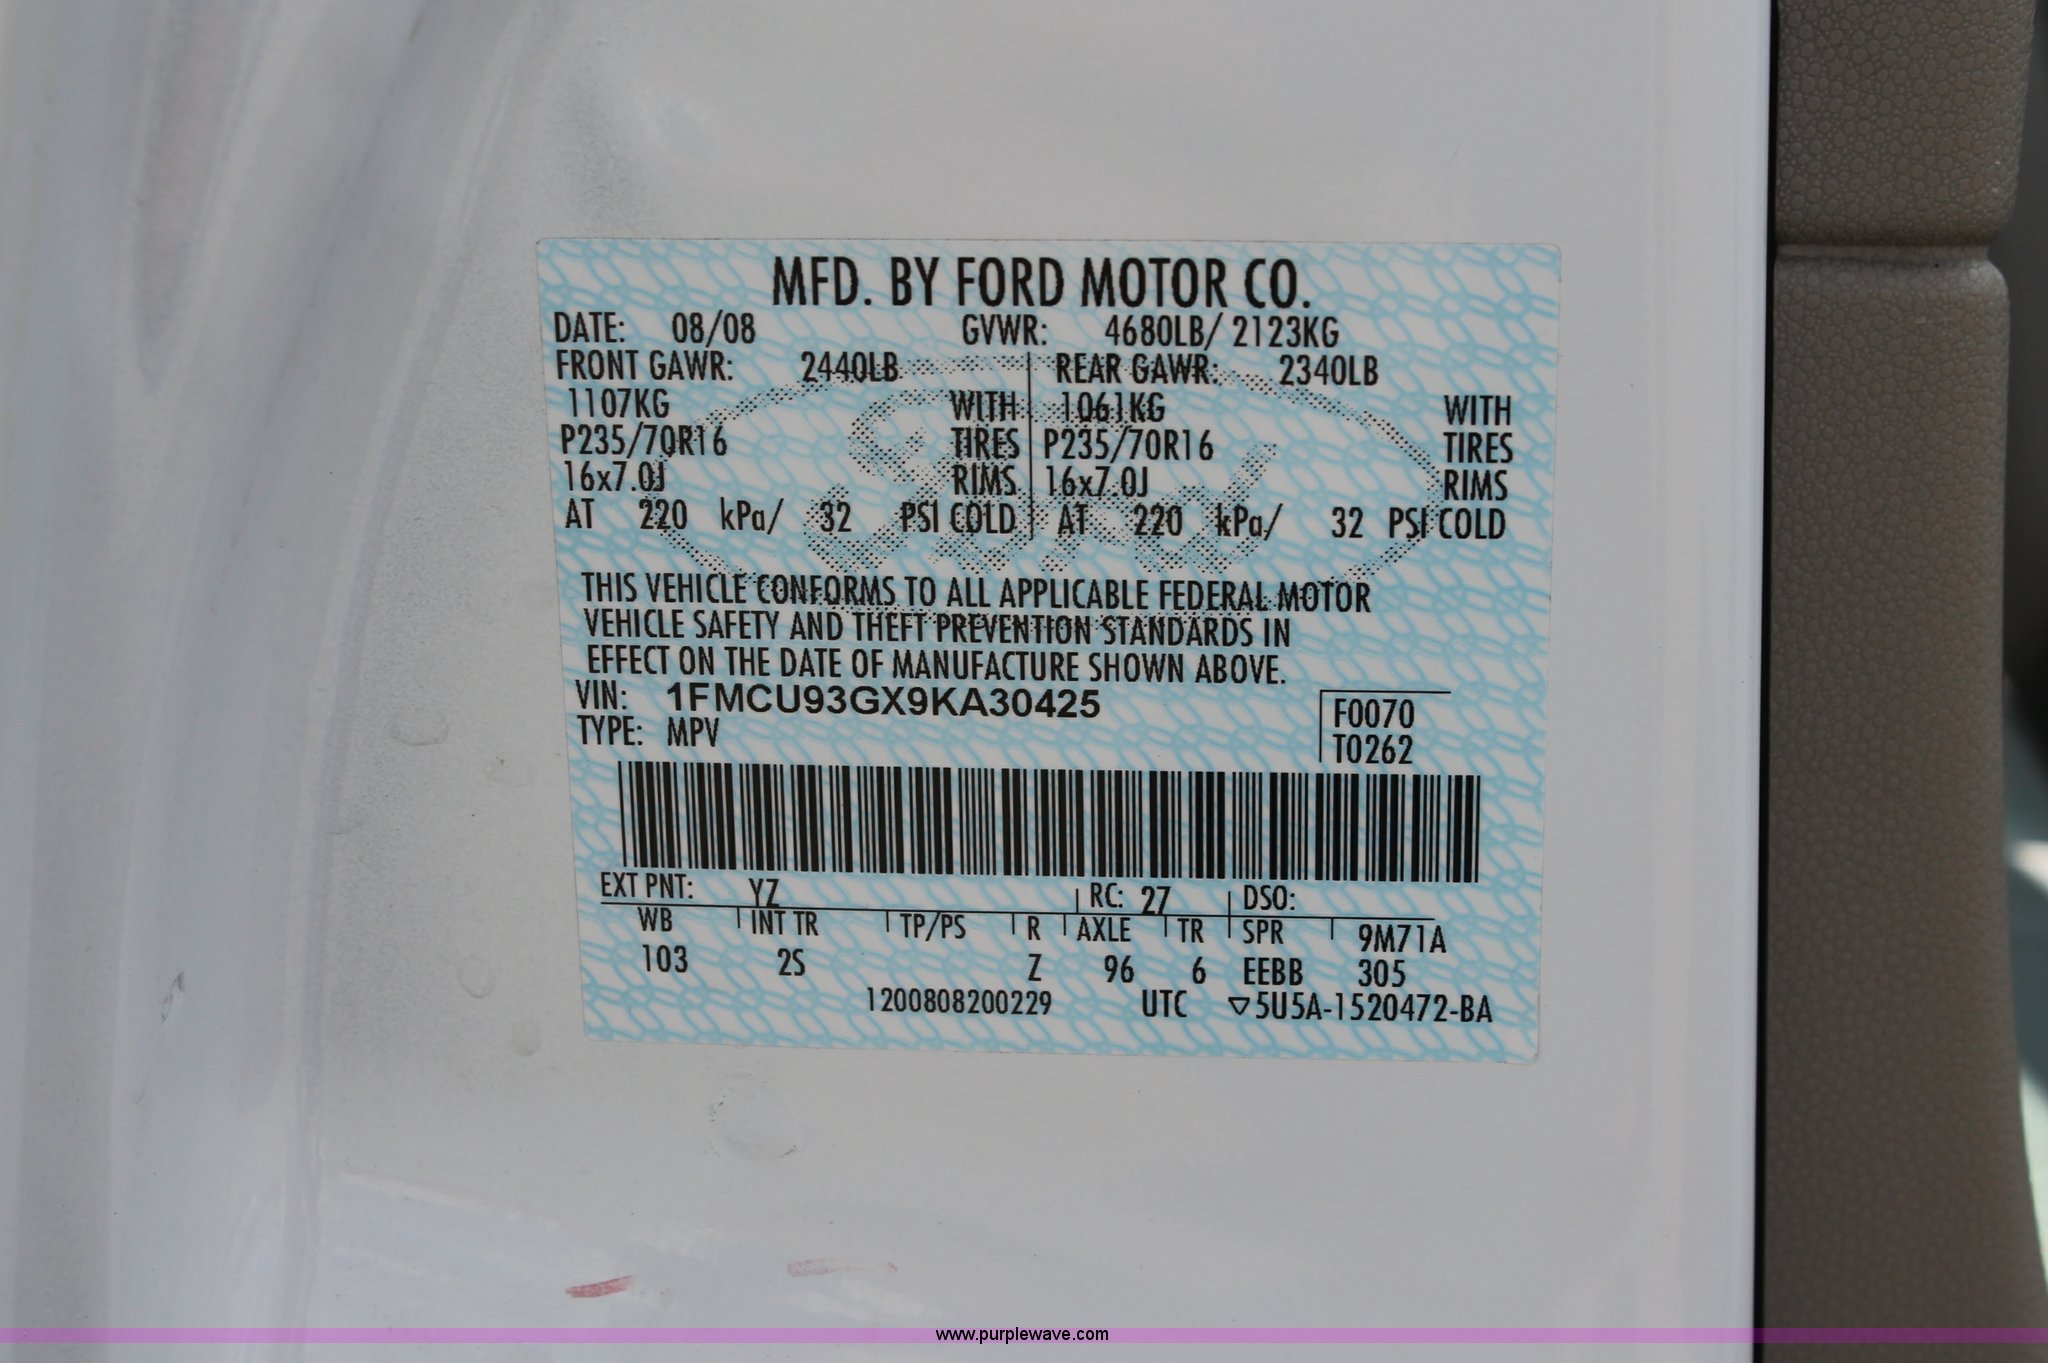 MFD. BY FORD MOTOR CO.
DATE: 08/08 GVWR: 4680LB/ 2123KG
FRONT GAWR: 2440LB REAR GAWR: 2340LB
1107KG WITH 1061KG WITH
P235/70R16 TIRES P235/70R16 TIRES
16x7.0J RIMS 16x7.0J RIMS
AT 220 kPa/ 32 PSI COLD AT 220 kPa/ 32 PSI COLD
Ford
THIS VEHICLE CONFORMS TO ALL APPLICABLE FEDERAL MOTOR
VEHICLE SAFETY AND THEFT PREVENTION STANDARDS IN
EFFECT ON THE DATE OF MANUFACTURE SHOWN ABOVE.
VIN: 1FMCU93GX9KA30425 F0070
TYPE: MPV T0262
EXT PNT: YZ RC: 27 DSO:
WB INT TR TP/PS R AXLE TR SPR 9M71A
103 2S Z 96 6 EEBB 305
1200808200229 UTC ▽5U5A-1520472-BA
www.purplewave.com